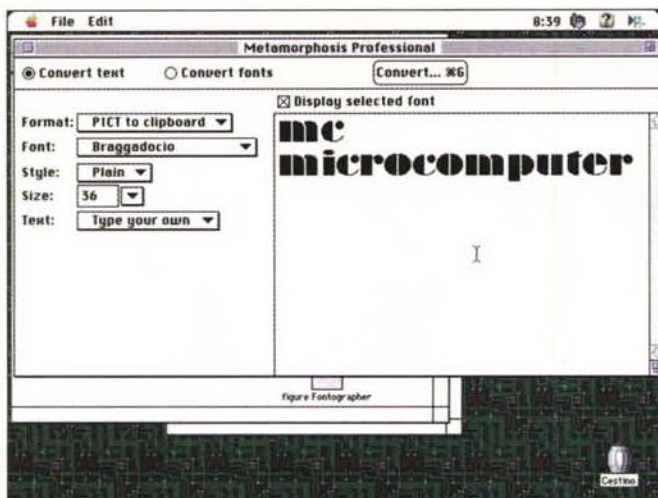 File Edit 8:39
Metamorphosis Professional
Convert text Convert fonts Convert... ⌘G
Display selected font
Format: PICT to clipboard
Font: Braggadocio
Style: Plain
Size: 36
Text: Type your own
mc
microcomputer
figure Fontographer
Cestino